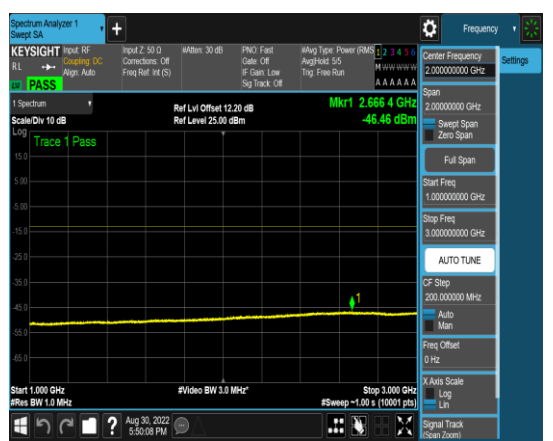 Spectrum Analyzer 1
Swept SA
+
Frequency
KEYSIGHT
RL
Input: RF
Coupling: DC
Align: Auto
Input Z: 50 Ω
Corrections: Off
Freq Ref: Int (S)
#Atten: 30 dB
PNO: Fast
Gate: Off
IF Gain: Low
Sig Track: Off
#Avg Type: Power (RMS
Avg|Hold: 5/5
Trig: Free Run
1 2 3 4 5 6
M W W W W W
A A A A A A
PASS
1 Spectrum
Scale/Div 10 dB
Ref Lvl Offset 12.20 dB
Ref Level 25.00 dBm
Mkr1 2.666 4 GHz
-46.46 dBm
Log
Trace 1 Pass
15.0
5.00
-5.00
-15.0
-25.0
-35.0
-45.0
-55.0
-65.0
1
Start 1.000 GHz
#Res BW 1.0 MHz
#Video BW 3.0 MHz*
Stop 3.000 GHz
#Sweep ~1.00 s (10001 pts)
Center Frequency
2.000000000 GHz
Settings
Span
2.00000000 GHz
Swept Span
Zero Span
Full Span
Start Freq
1.000000000 GHz
Stop Freq
3.000000000 GHz
AUTO TUNE
CF Step
200.000000 MHz
Auto
Man
Freq Offset
0 Hz
X Axis Scale
Log
Lin
Signal Track
(Span Zoom)
?
Aug 30, 2022
5:50:08 PM